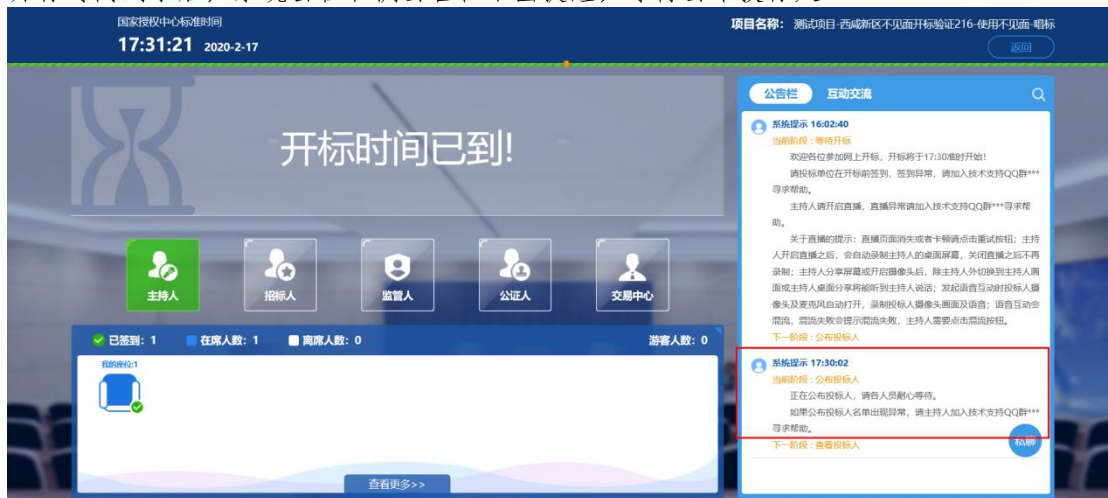 国家授权中心标准时间
17:31:21 2020-2-17
项目名称： 测试项目-西咸新区不见面开标验证216-使用不见面-唱标
返回
开标时间已到!
主持人
招标人
监管人
公证人
交易中心
已签到：1 在席人数：1 离席人数：0 游客人数：0
我的座位:1
查看更多>>
公告栏 互动交流
系统提示 16:02:40
当前阶段：等待开标
欢迎各位参加网上开标，开标将于17:30准时开始!
请投标单位在开标前签到，签到异常，请加入技术支持QQ群***
寻求帮助。
主持人请开启直播，直播异常请加入技术支持QQ群***寻求帮
助。
关于直播的提示：直播页面消失或者卡顿请点击重试按钮；主持
人开启直播之后，会自动录制主持人的桌面屏幕，关闭直播之后不再
录制；主持人分享屏幕或开启摄像头后，除主持人外切换到主持人画
面或主持人桌面分享将能听到主持人说话；发起语音互动时投标人摄
像头及麦克风自动打开，录制投标人摄像头画面及语音；语音互动会
混流，混流失败会提示混流失败，主持人需要点击混流按钮。
下一阶段：公布投标人
系统提示 17:30:02
当前阶段：公布投标人
正在公布投标人，请各人员耐心等待。
如果公布投标人名单出现异常，请主持人加入技术支持QQ群***
寻求帮助。
下一阶段：查看投标人
私聊